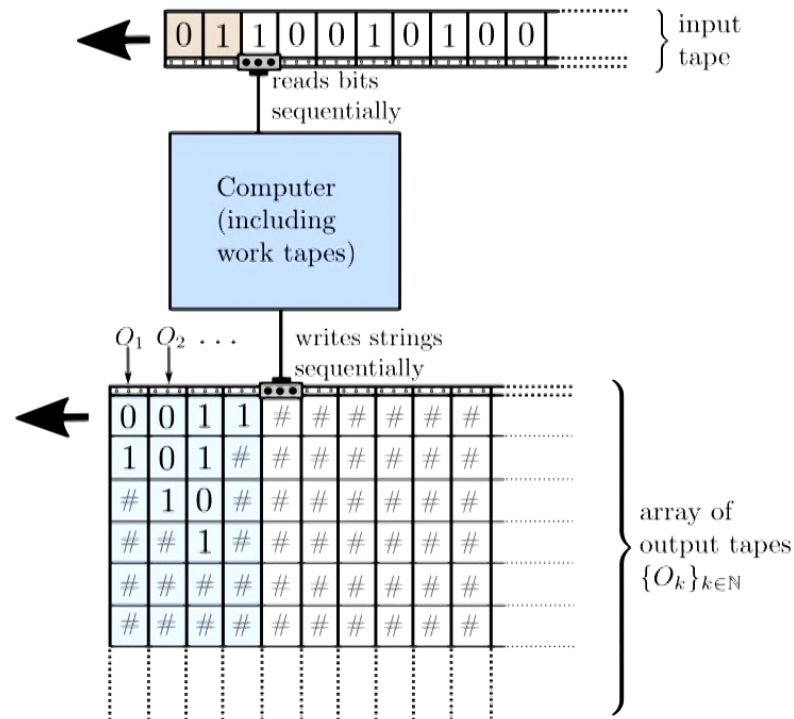 0 1 1 0 0 1 0 1 0 0
input
tape
reads bits
sequentially
Computer
(including
work tapes)
O₁ O₂ ...
writes strings
sequentially
0 0 1 1 # # # # # #
1 0 1 # # # # # # #
# 1 0 # # # # # # #
# # 1 # # # # # # #
# # # # # # # # # #
# # # # # # # # # #
array of
output tapes
{Oₖ}ₖ∈ℕ